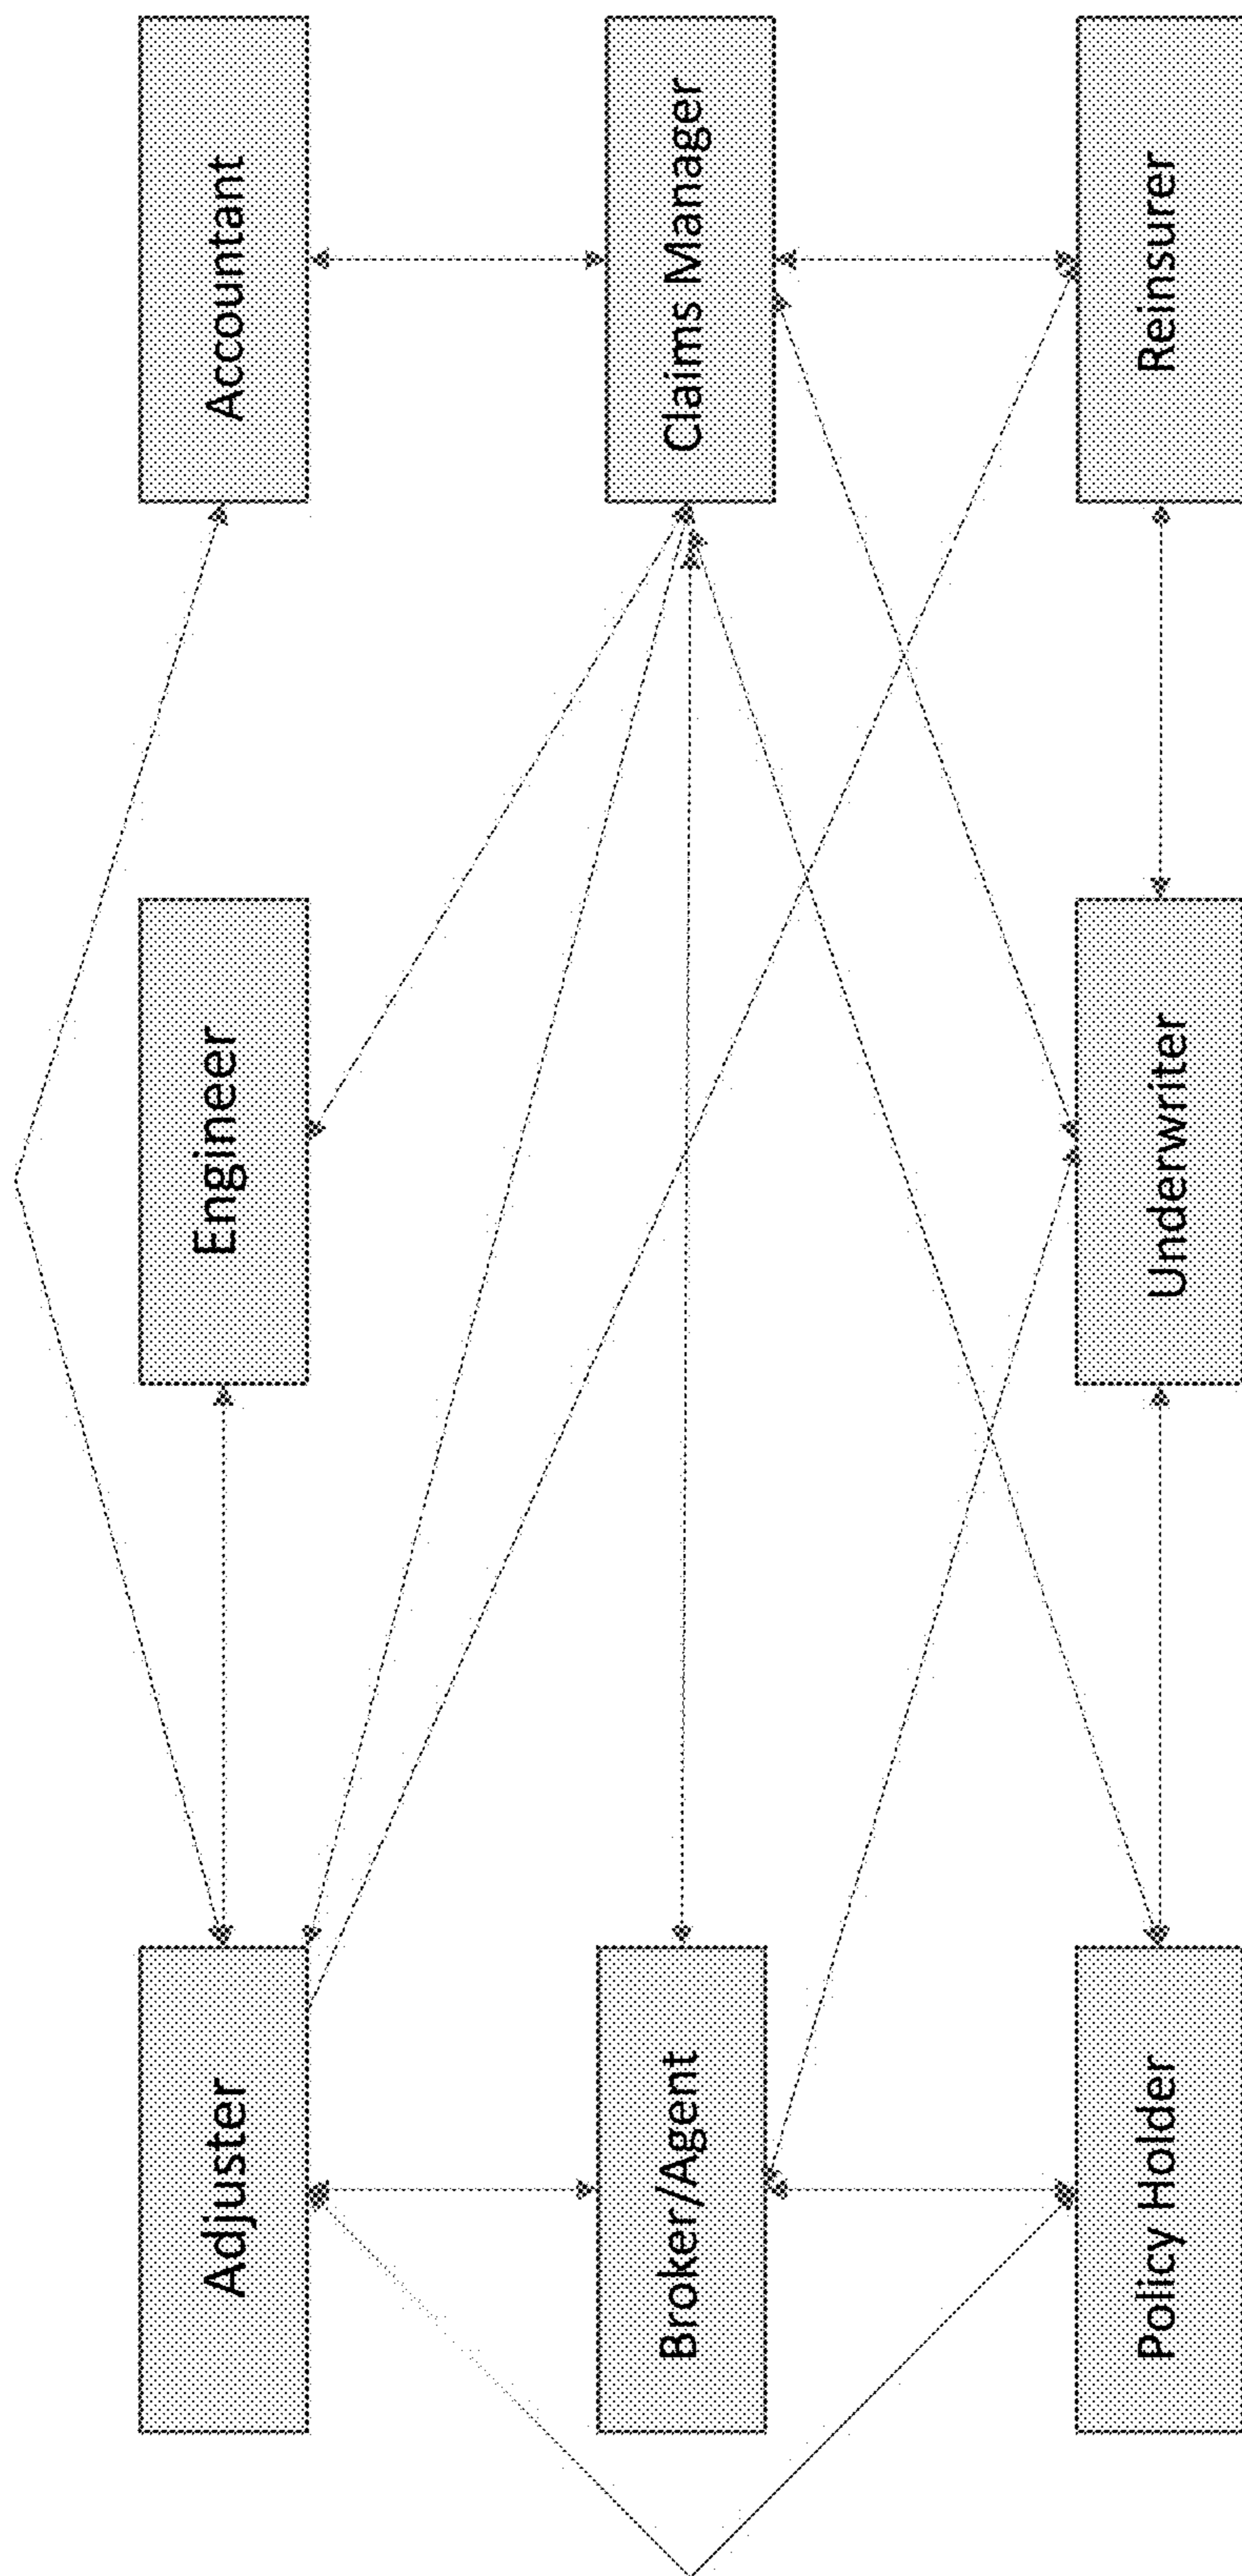 Adjuster
Engineer
Accountant
Broker/Agent
Claims Manager
Policy Holder
Underwriter
Reinsurer